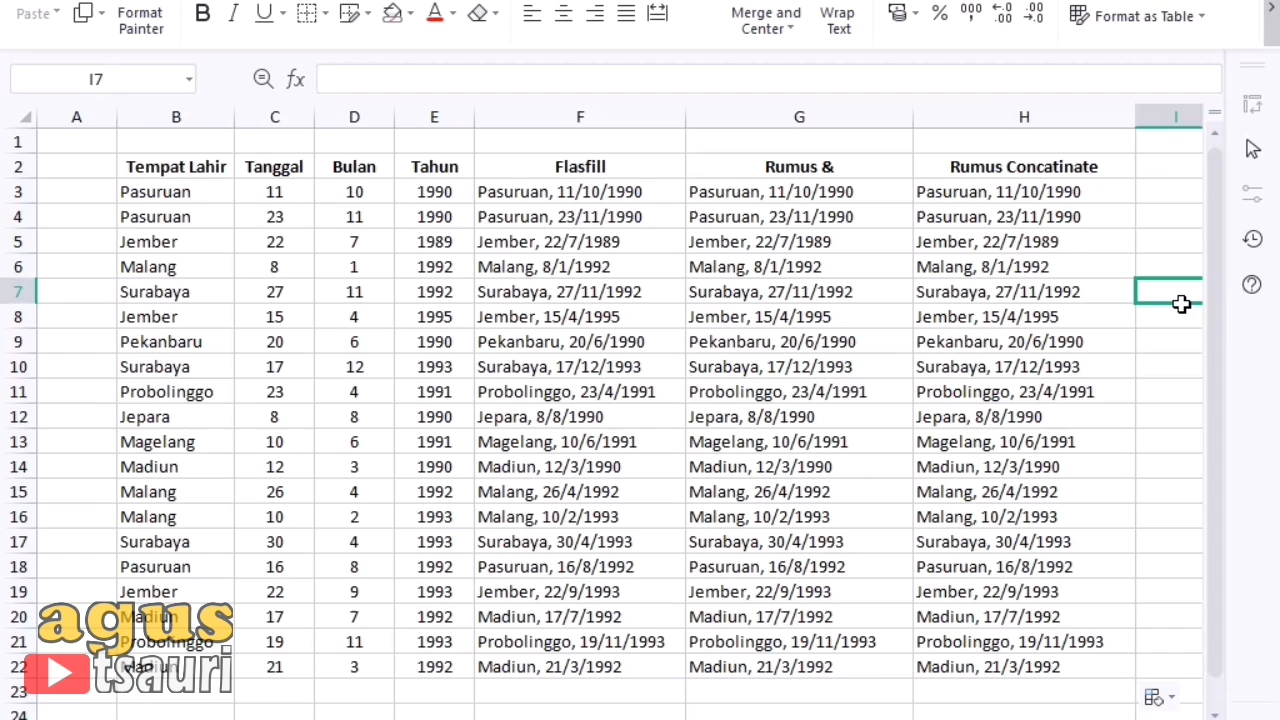 Paste Format Painter B I U A Merge and Center Wrap Text % Format as Table
I7 fx
A B C D E F G H I
1
2 Tempat Lahir Tanggal Bulan Tahun Flasfill Rumus & Rumus Concatinate
3 Pasuruan 11 10 1990 Pasuruan, 11/10/1990 Pasuruan, 11/10/1990 Pasuruan, 11/10/1990
4 Pasuruan 23 11 1990 Pasuruan, 23/11/1990 Pasuruan, 23/11/1990 Pasuruan, 23/11/1990
5 Jember 22 7 1989 Jember, 22/7/1989 Jember, 22/7/1989 Jember, 22/7/1989
6 Malang 8 1 1992 Malang, 8/1/1992 Malang, 8/1/1992 Malang, 8/1/1992
7 Surabaya 27 11 1992 Surabaya, 27/11/1992 Surabaya, 27/11/1992 Surabaya, 27/11/1992
8 Jember 15 4 1995 Jember, 15/4/1995 Jember, 15/4/1995 Jember, 15/4/1995
9 Pekanbaru 20 6 1990 Pekanbaru, 20/6/1990 Pekanbaru, 20/6/1990 Pekanbaru, 20/6/1990
10 Surabaya 17 12 1993 Surabaya, 17/12/1993 Surabaya, 17/12/1993 Surabaya, 17/12/1993
11 Probolinggo 23 4 1991 Probolinggo, 23/4/1991 Probolinggo, 23/4/1991 Probolinggo, 23/4/1991
12 Jepara 8 8 1990 Jepara, 8/8/1990 Jepara, 8/8/1990 Jepara, 8/8/1990
13 Magelang 10 6 1991 Magelang, 10/6/1991 Magelang, 10/6/1991 Magelang, 10/6/1991
14 Madiun 12 3 1990 Madiun, 12/3/1990 Madiun, 12/3/1990 Madiun, 12/3/1990
15 Malang 26 4 1992 Malang, 26/4/1992 Malang, 26/4/1992 Malang, 26/4/1992
16 Malang 10 2 1993 Malang, 10/2/1993 Malang, 10/2/1993 Malang, 10/2/1993
17 Surabaya 30 4 1993 Surabaya, 30/4/1993 Surabaya, 30/4/1993 Surabaya, 30/4/1993
18 Pasuruan 16 8 1992 Pasuruan, 16/8/1992 Pasuruan, 16/8/1992 Pasuruan, 16/8/1992
19 Jember 22 9 1993 Jember, 22/9/1993 Jember, 22/9/1993 Jember, 22/9/1993
20 Madiun 17 7 1992 Madiun, 17/7/1992 Madiun, 17/7/1992 Madiun, 17/7/1992
21 Probolinggo 19 11 1993 Probolinggo, 19/11/1993 Probolinggo, 19/11/1993 Probolinggo, 19/11/1993
22 Madiun 21 3 1992 Madiun, 21/3/1992 Madiun, 21/3/1992 Madiun, 21/3/1992
23
24
agus
tsauri